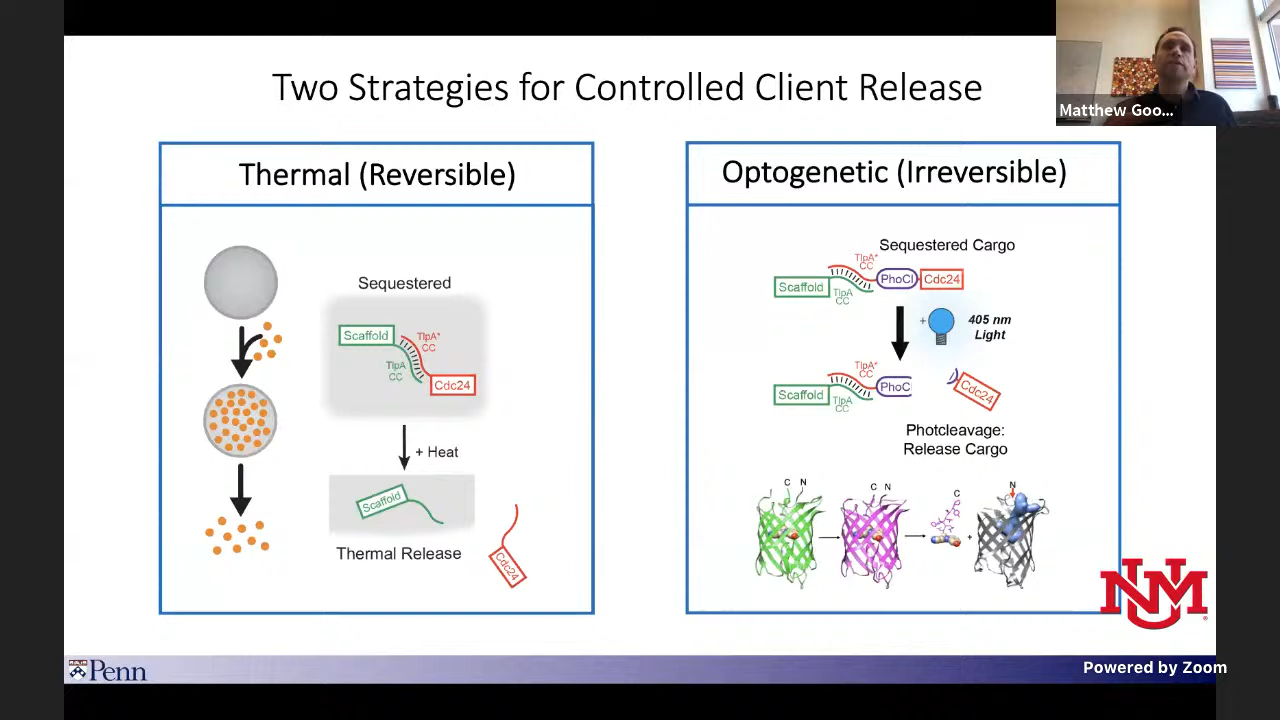 Two Strategies for Controlled Client Release
Matthew Goo...
Thermal (Reversible)
Sequestered
Scaffold
TlpA*
CC
TlpA
CC
Cdc24
+ Heat
Scaffold
Thermal Release
Cdc24
Optogenetic (Irreversible)
Sequestered Cargo
TlpA*
CC
Scaffold
TlpA
CC
PhoCl
Cdc24
+
405 nm
Light
TlpA*
CC
Scaffold
TlpA
CC
PhoC
Cdc24
Photcleavage:
Release Cargo
C N
C N
C
+
N
UNM
Penn
Powered by Zoom